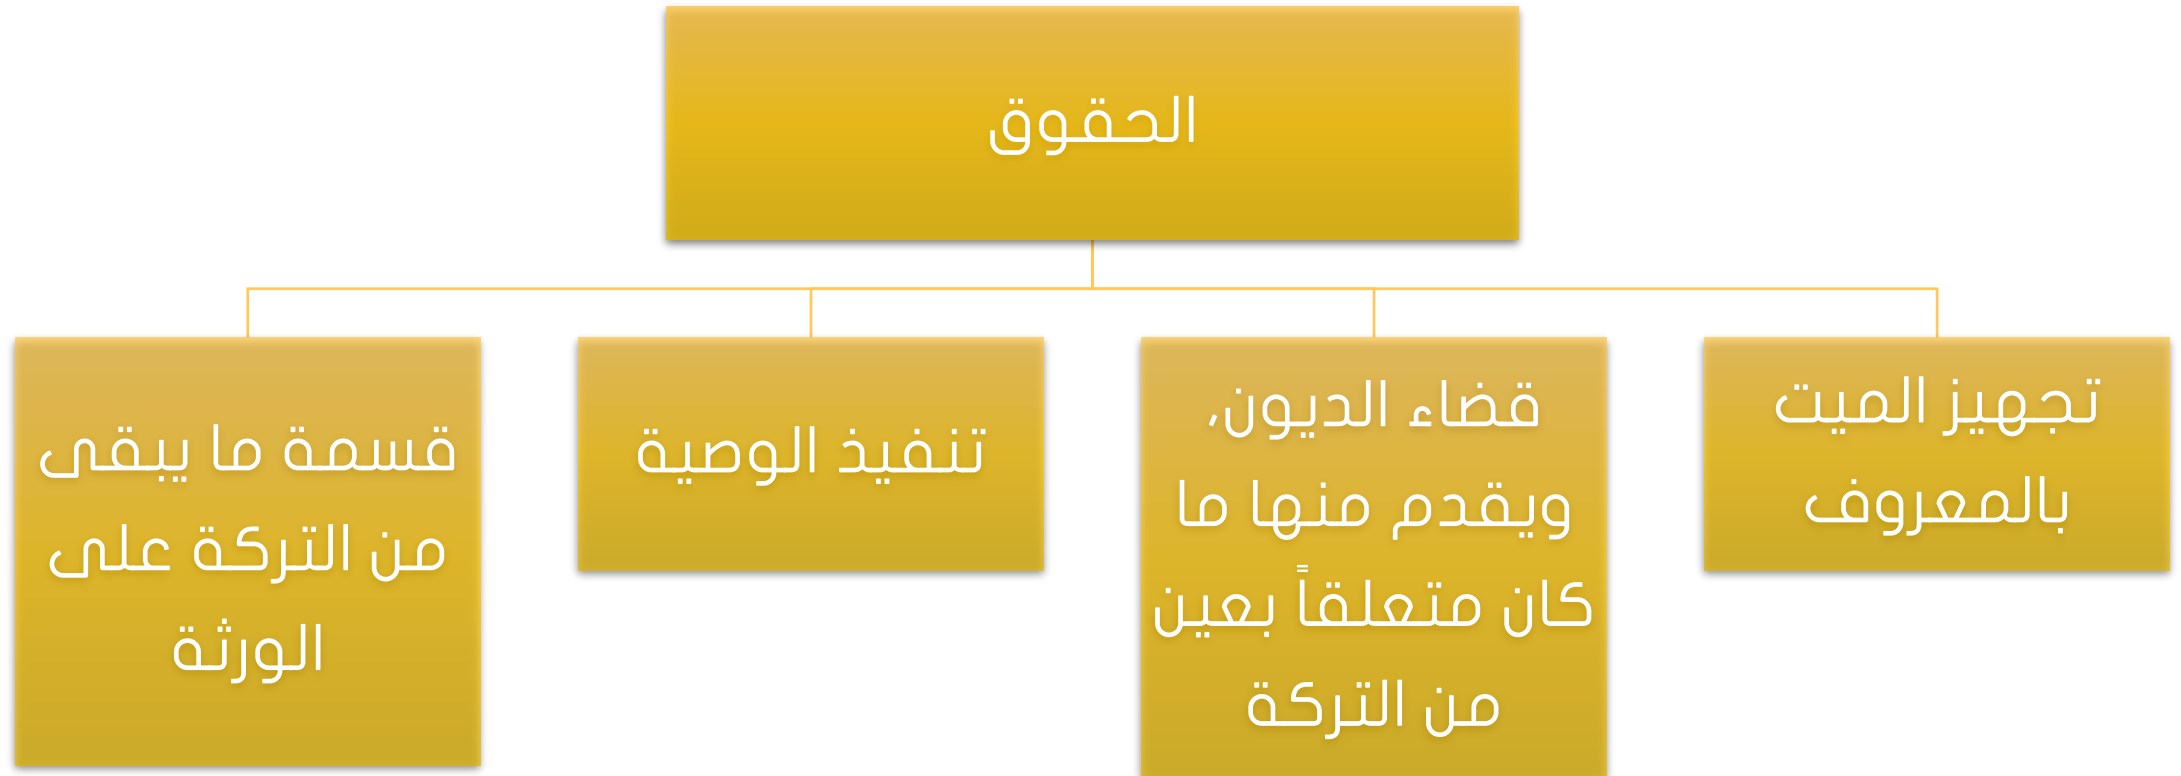 الحقوق
تجهيز الميت
بالمعروف
قضاء الديون،
ويقدم منها ما
كان متعلقاً بعين
من التركة
تنفيذ الوصية
قسمة ما يبقى
من التركة على
الورثة